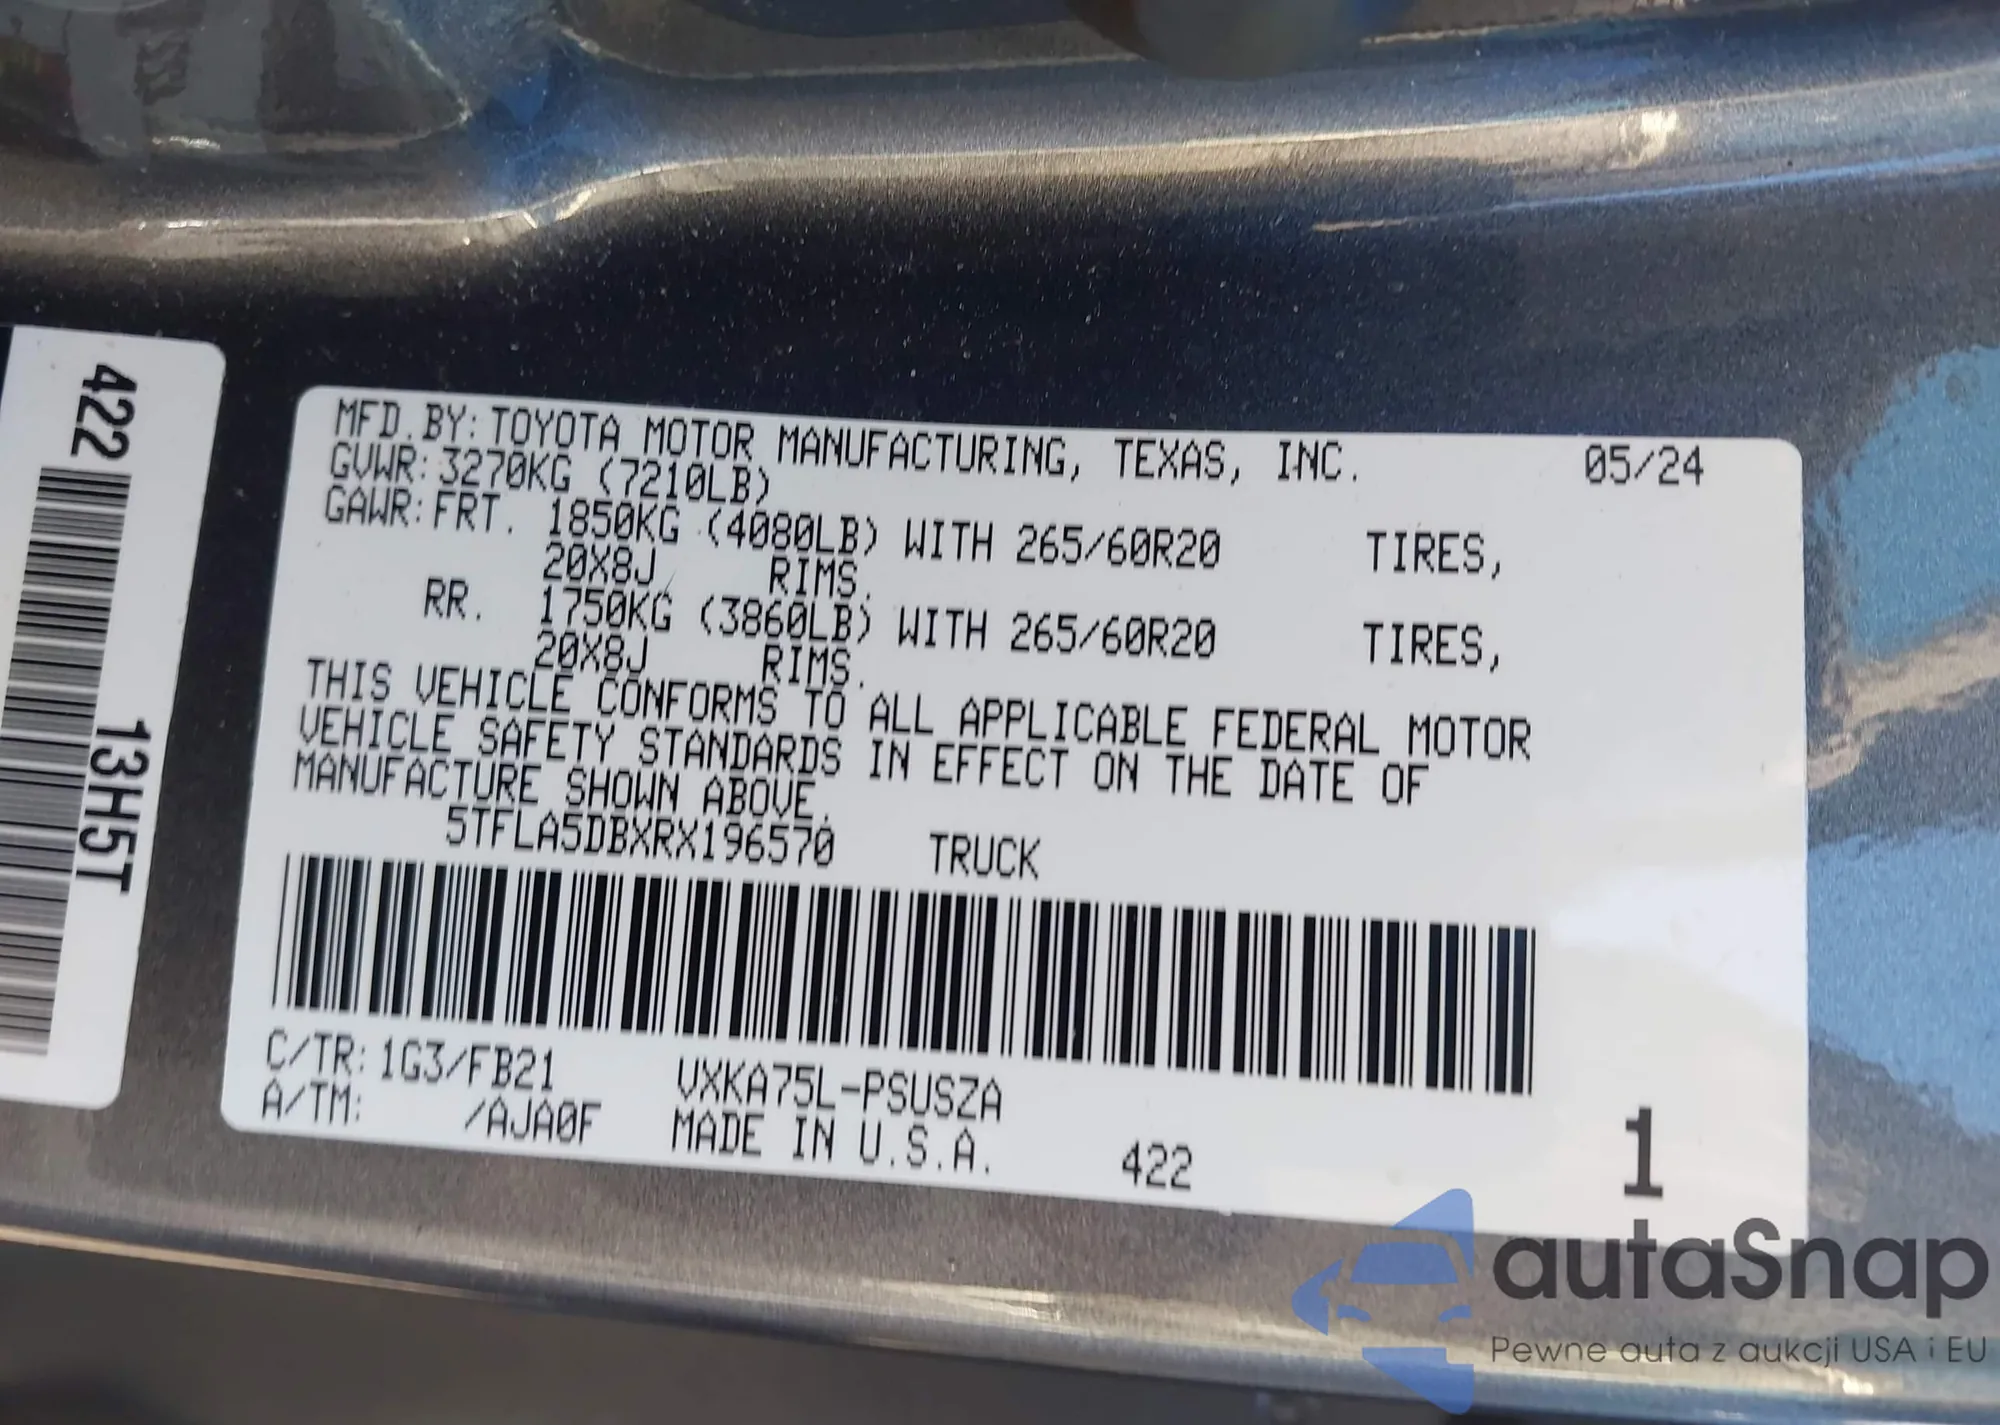 422
13H5T
MFD.BY:TOYOTA MOTOR MANUFACTURING, TEXAS, INC. 05/24
GVWR:3270KG (7210LB)
GAWR:FRT. 1850KG (4080LB) WITH 265/60R20 TIRES,
20X8J RIMS.
RR. 1750KG (3860LB) WITH 265/60R20 TIRES,
20X8J RIMS.
THIS VEHICLE CONFORMS TO ALL APPLICABLE FEDERAL MOTOR
VEHICLE SAFETY STANDARDS IN EFFECT ON THE DATE OF
MANUFACTURE SHOWN ABOVE.
5TFLA5DBXRX196570 TRUCK
C/TR:1G3/FB21 VXKA75L-PSUSZA
A/TM: /AJA0F MADE IN U.S.A. 422 1
autaSnap
Pewne auta z aukcji USA i EU